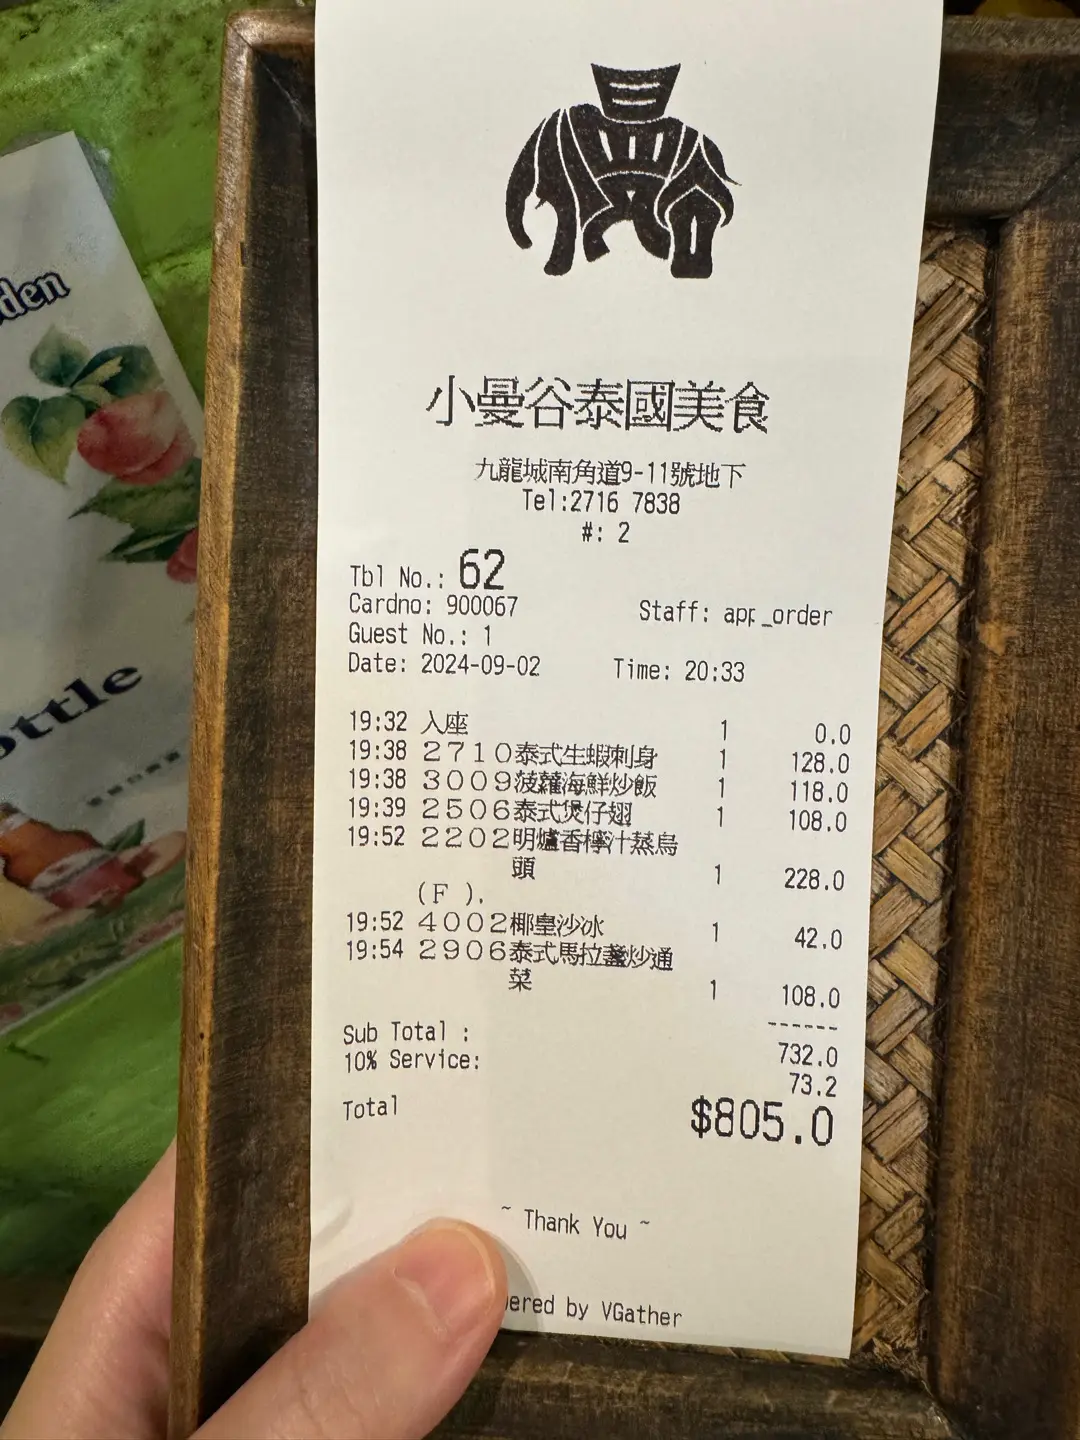 小曼谷
小曼谷泰國美食
九龍城南角道9-11號地下
Tel:2716 7838
#: 2
Tbl No.: 62
Cardno: 900067 Staff: app_order
Guest No.: 1
Date: 2024-09-02 Time: 20:33
19:32 入座 1 0.0
19:38 2710泰式生蝦刺身 1 128.0
19:38 3009菠蘿海鮮炒飯 1 118.0
19:39 2506泰式煲仔翅 1 108.0
19:52 2202明爐香檸汁蒸烏
頭 1 228.0
(F ).
19:52 4002椰皇沙冰 1 42.0
19:54 2906泰式馬拉盞炒通
菜 1 108.0
------
Sub Total : 732.0
10% Service: 73.2
Total $805.0
~ Thank You ~
ered by VGather
den
ottle